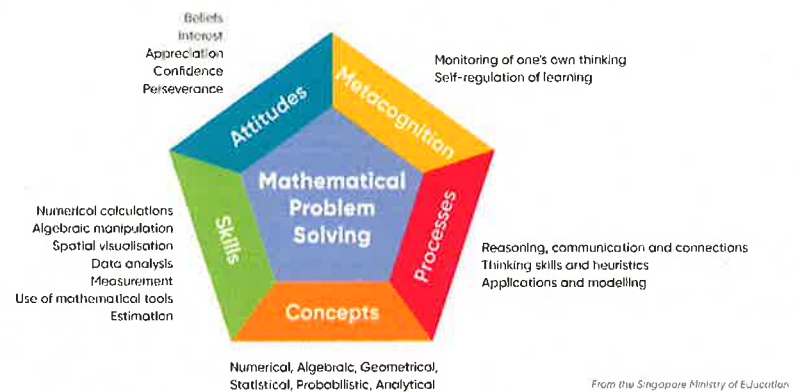 Beliefs
Interest
Appreciation
Confidence
Perseverance
Attitudes
Metacognition
Monitoring of one's own thinking
Self-regulation of learning
Mathematical
Problem
Solving
Skills
Numerical calculations
Algebraic manipulation
Spatial visualisation
Data analysis
Measurement
Use of mathematical tools
Estimation
Processes
Reasoning, communication and connections
Thinking skills and heuristics
Applications and modelling
Concepts
Numerical, Algebraic, Geometrical,
Statistical, Probabilistic, Analytical
From the Singapore Ministry of Education